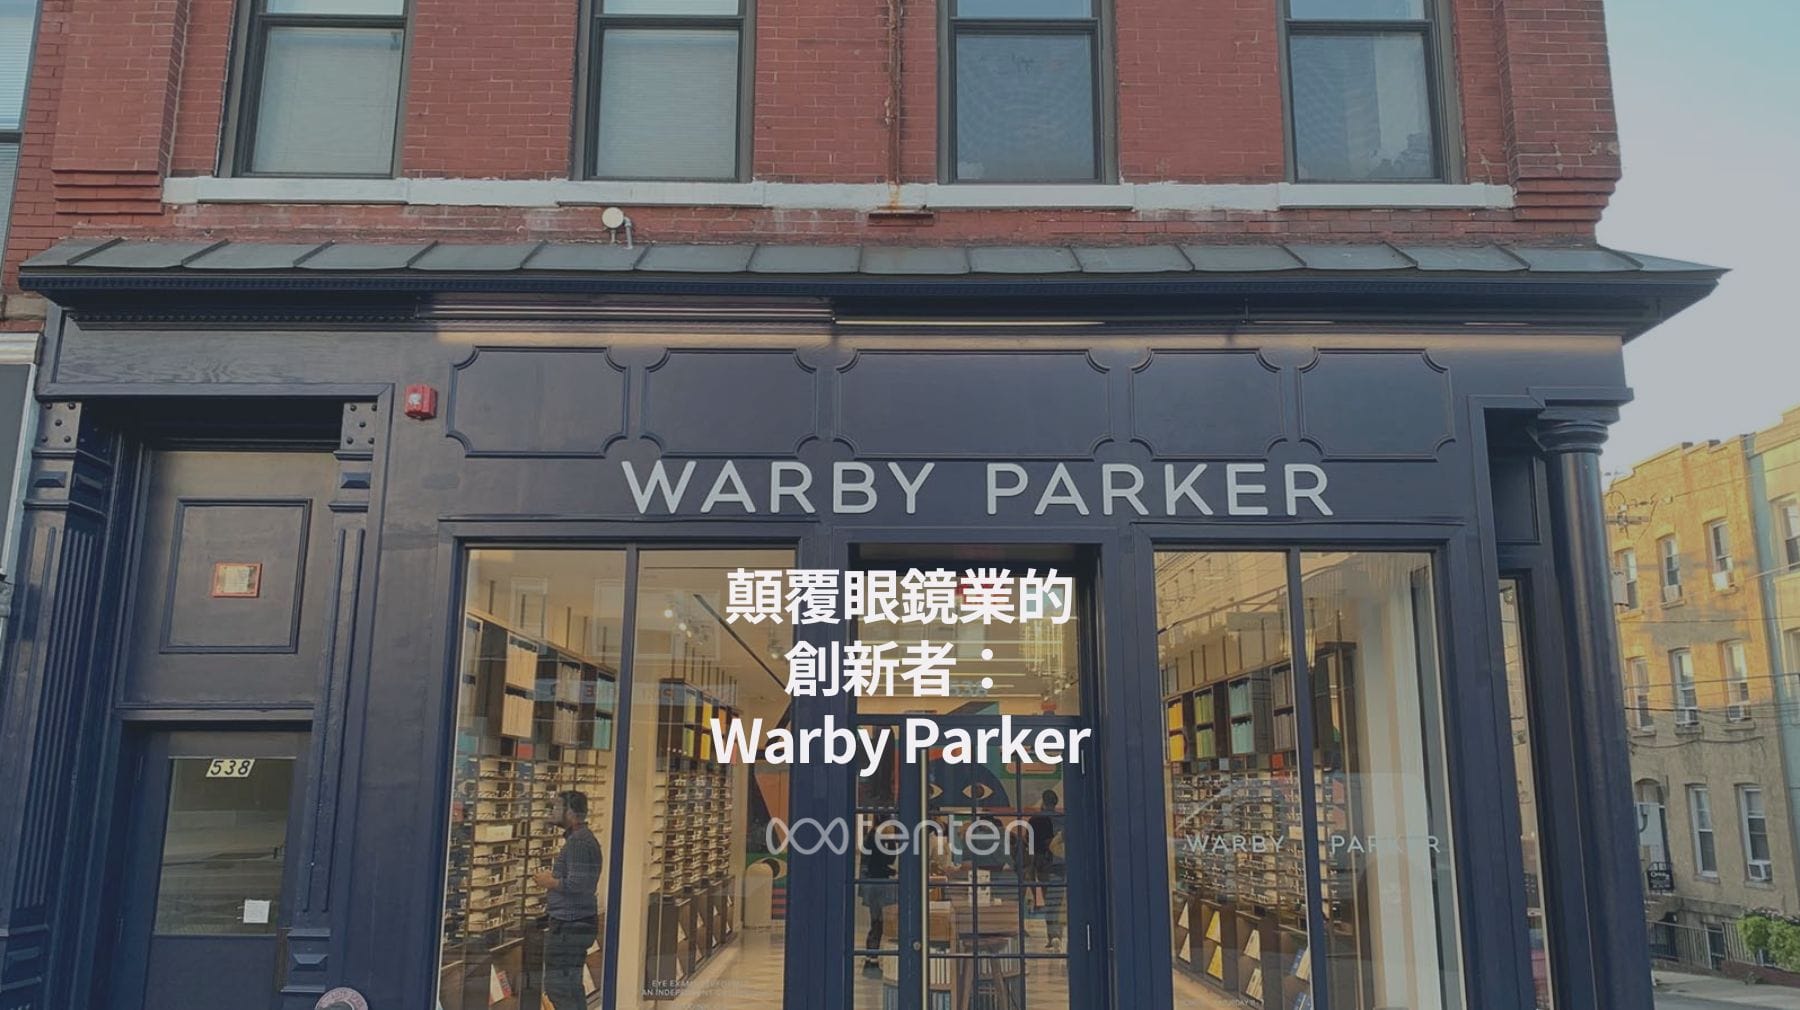 WARBY PARKER
顛覆眼鏡業的
創新者：
Warby Parker
538
tenten
WARBY PARKER